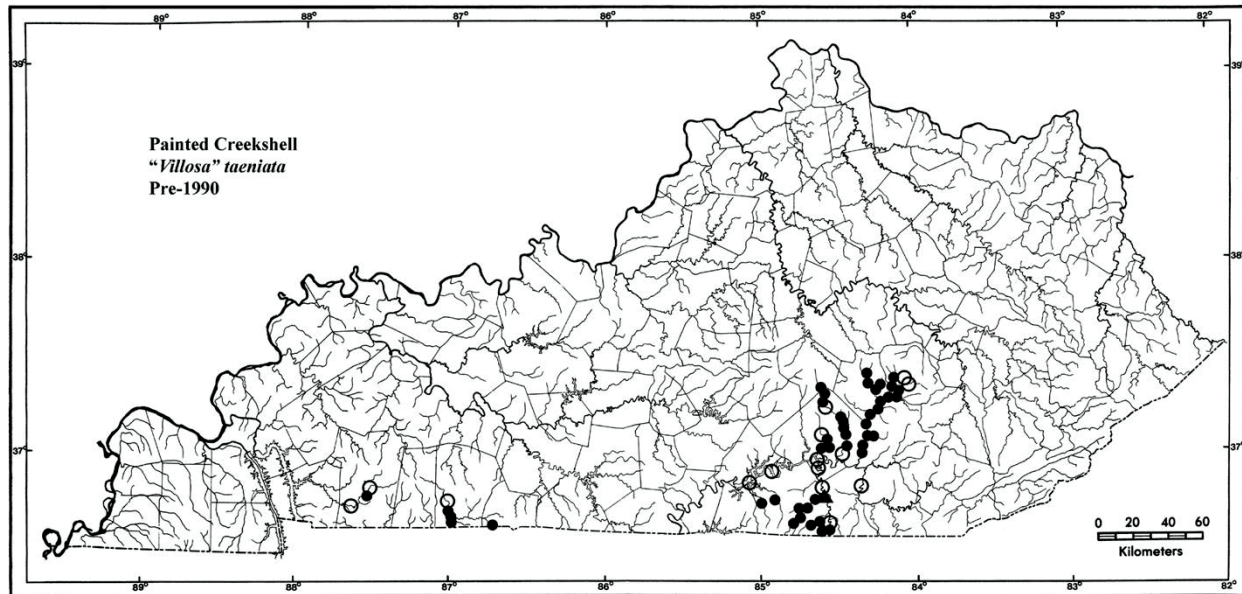 89° 88° 87° 86° 85° 84° 83° 82°
39° 39°
Painted Creekshell
“Villosa” taeniata
Pre-1990
38° 38°
37° 37°
0 20 40 60
Kilometers
89° 88° 87° 86° 85° 84° 83° 82°